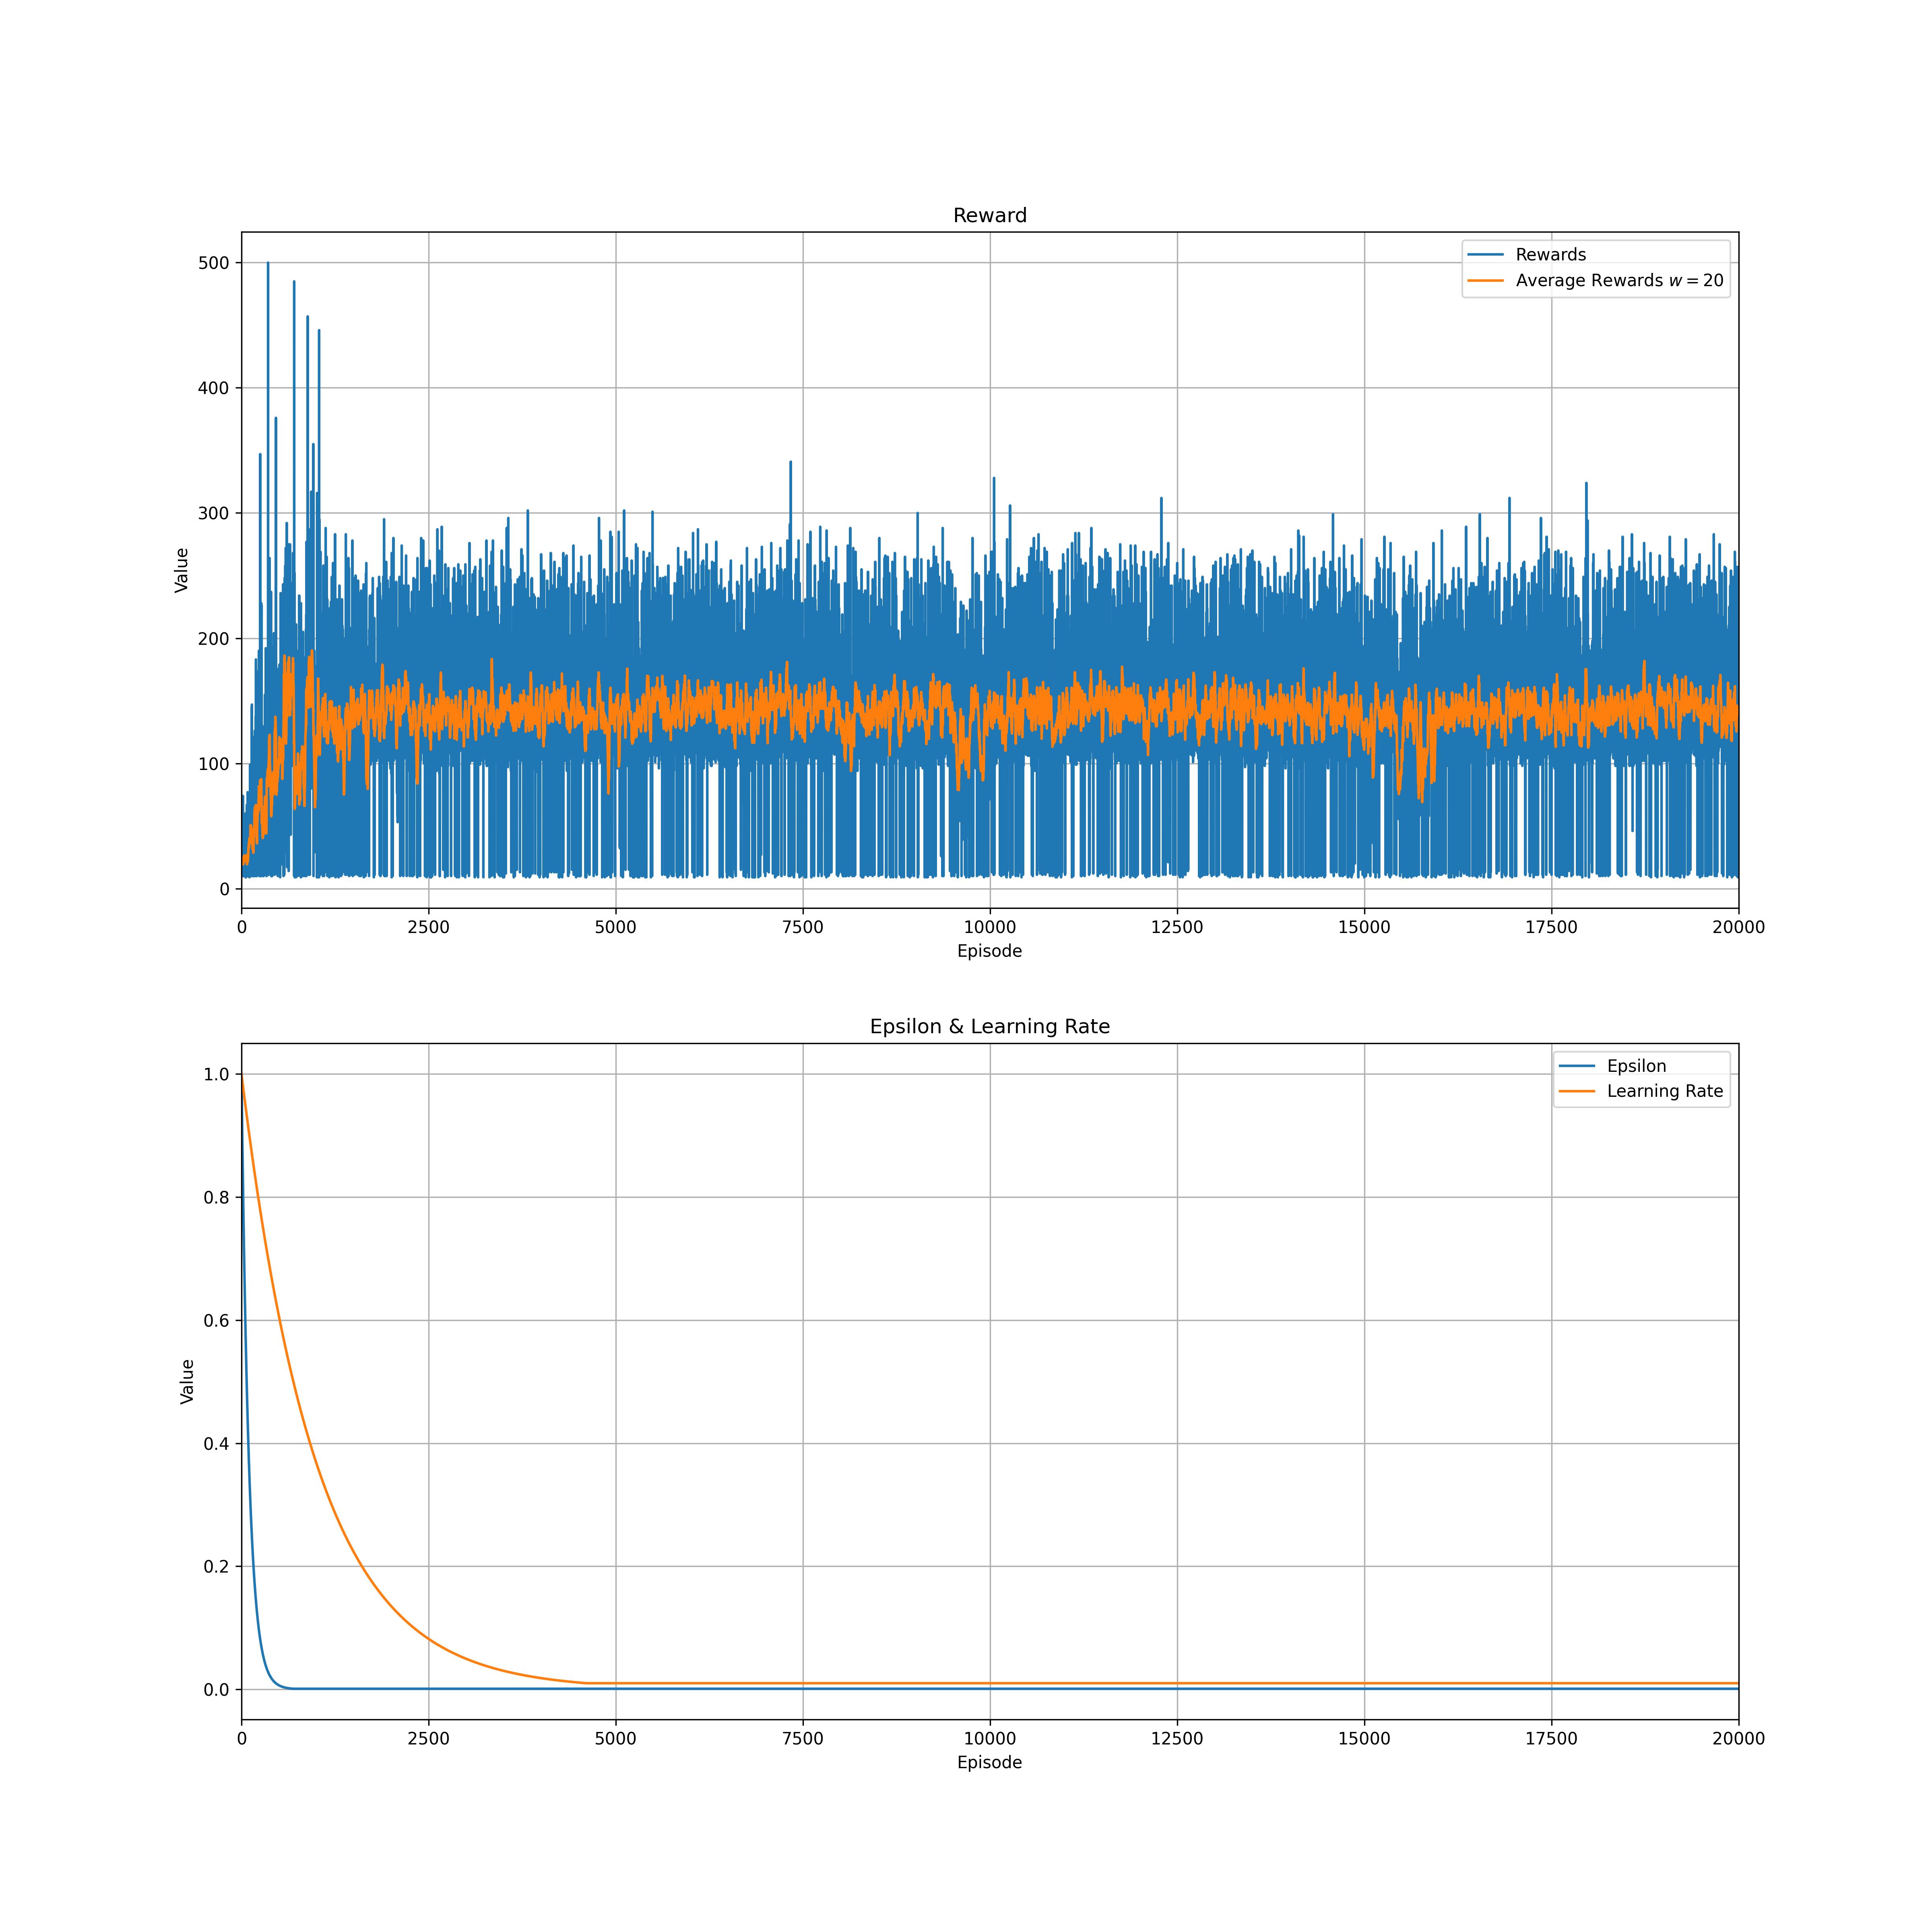 Reward
Rewards
Average Rewards w = 20
500
400
300
200
100
0
Value
0 2500 5000 7500 10000 12500 15000 17500 20000
Episode
Epsilon & Learning Rate
Epsilon
Learning Rate
1.0
0.8
0.6
0.4
0.2
0.0
Value
0 2500 5000 7500 10000 12500 15000 17500 20000
Episode